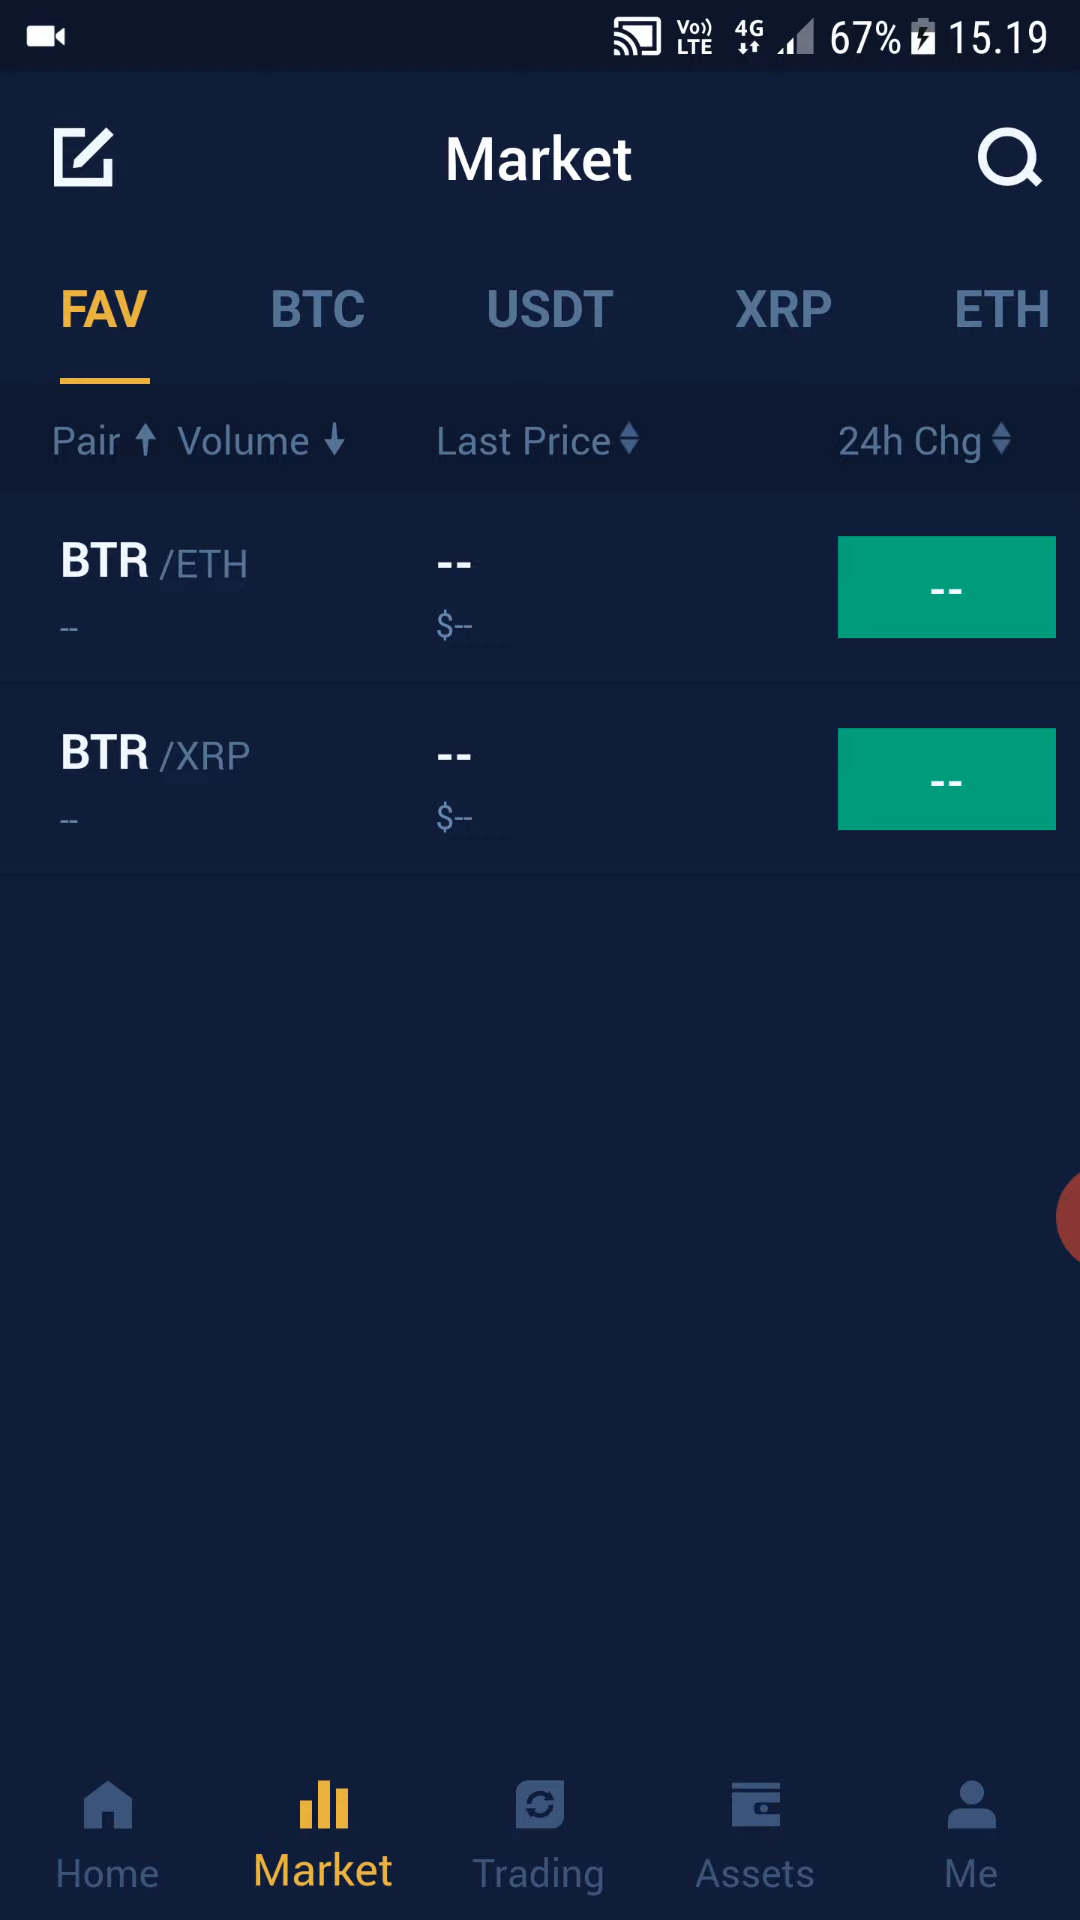 Vo)) LTE 4G 67% 15.19
Market
FAV BTC USDT XRP ETH
Pair Volume Last Price 24h Chg
BTR /ETH -- --
-- $--
BTR /XRP -- --
-- $--
Home Market Trading Assets Me